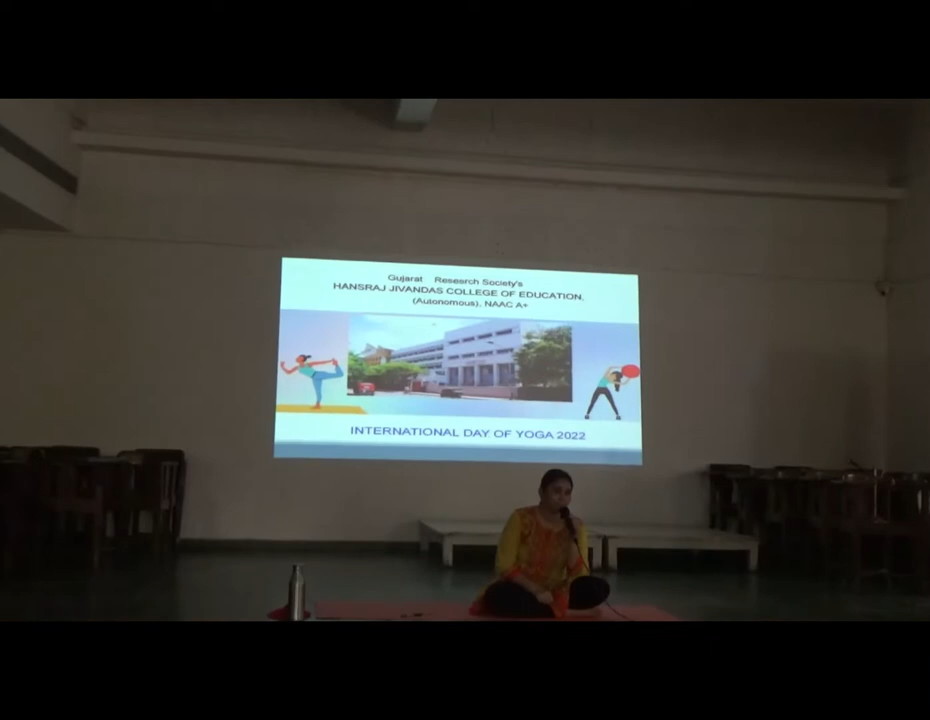 Gujarat Research Society's
HANSRAJ JIVANDAS COLLEGE OF EDUCATION,
(Autonomous), NAAC A+
INTERNATIONAL DAY OF YOGA 2022